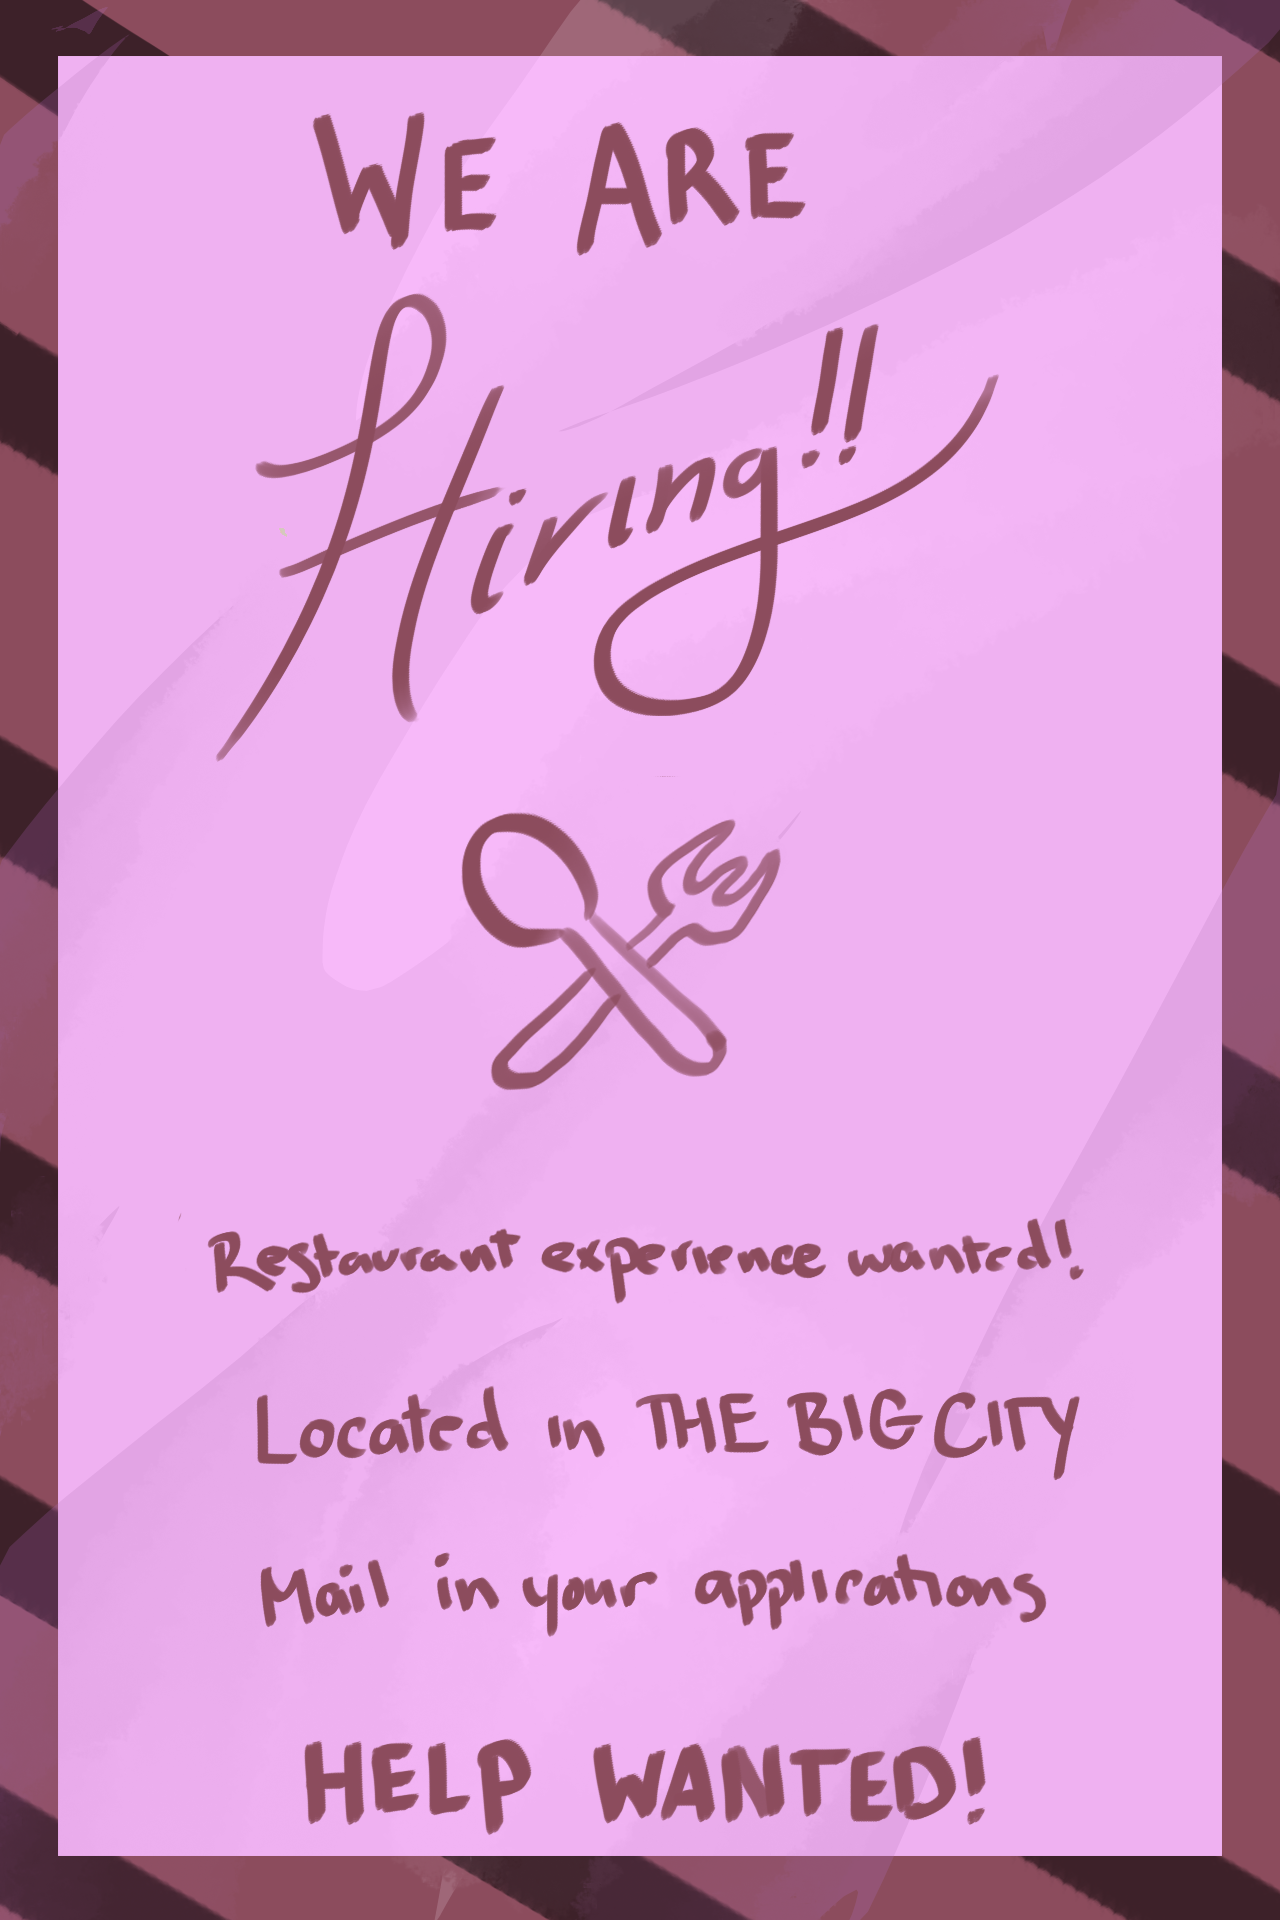 WE ARE
Hiring!!
Restaurant experience wanted!
Located in THE BIG CITY
Mail in your applications
HELP WANTED!